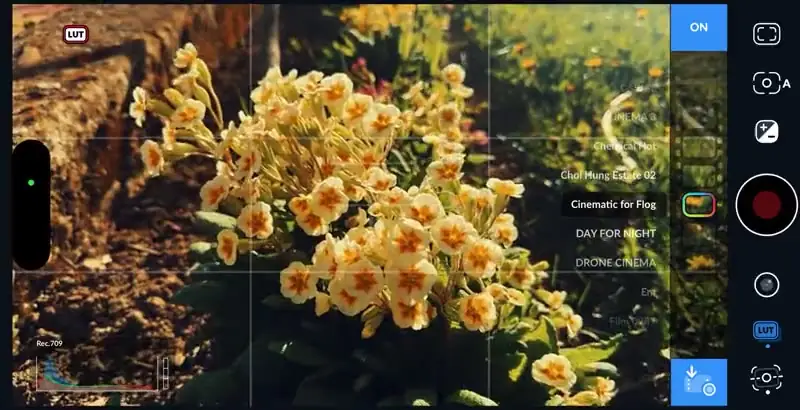 LUT
ON
A
CINEMA 3
Chemical Hot
Choi Hung Estate 02
Cinematic for Flog
DAY FOR NIGHT
DRONE CINEMA
LUT
Rec.709